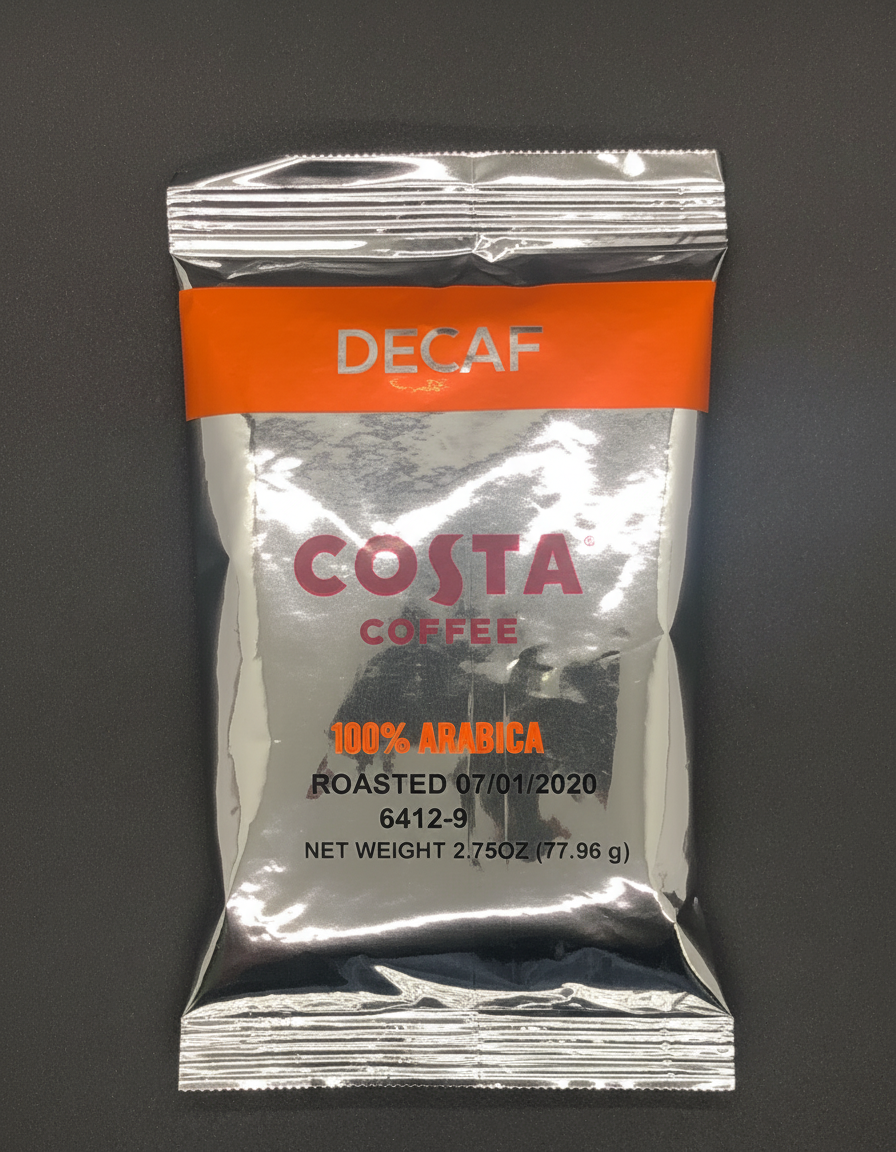 DECAF
COSTA®
COFFEE
100% ARABICA
ROASTED 07/01/2020
6412-9
NET WEIGHT 2.75OZ (77.96 g)